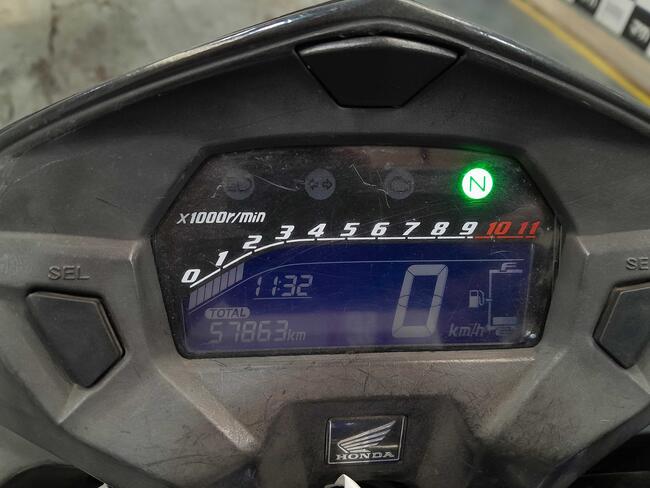 N
X1000r/min
0 1 2 3 4 5 6 7 8 9 10 11
SEL
11:32
0
F
TOTAL
57863km
km/h
E
HONDA